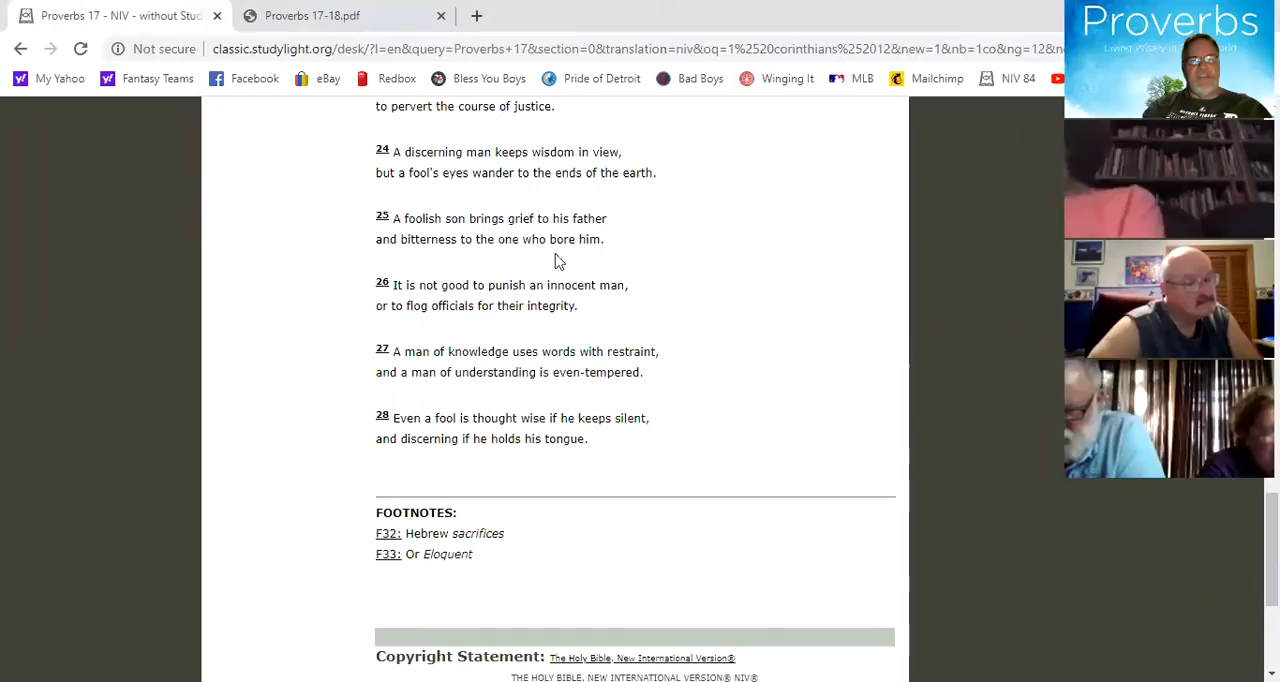 Proverbs 17 - NIV - without Stud
Proverbs 17-18.pdf
Not secure
classic.studylight.org/desk/?l=en&query=Proverbs+17&section=0&translation=niv&oq=1%2520corinthians%252012&new=1&nb=1co&ng=12&n
My Yahoo
Fantasy Teams
Facebook
eBay
Redbox
Bless You Boys
Pride of Detroit
Bad Boys
Winging It
MLB
Mailchimp
NIV 84
Proverbs
to pervert the course of justice.
24 A discerning man keeps wisdom in view,
but a fool's eyes wander to the ends of the earth.
25 A foolish son brings grief to his father
and bitterness to the one who bore him.
26 It is not good to punish an innocent man,
or to flog officials for their integrity.
27 A man of knowledge uses words with restraint,
and a man of understanding is even-tempered.
28 Even a fool is thought wise if he keeps silent,
and discerning if he holds his tongue.
FOOTNOTES:
F32: Hebrew sacrifices
F33: Or Eloquent
Copyright Statement: The Holy Bible, New International Version®
THE HOLY BIBLE, NEW INTERNATIONAL VERSION® NIV®